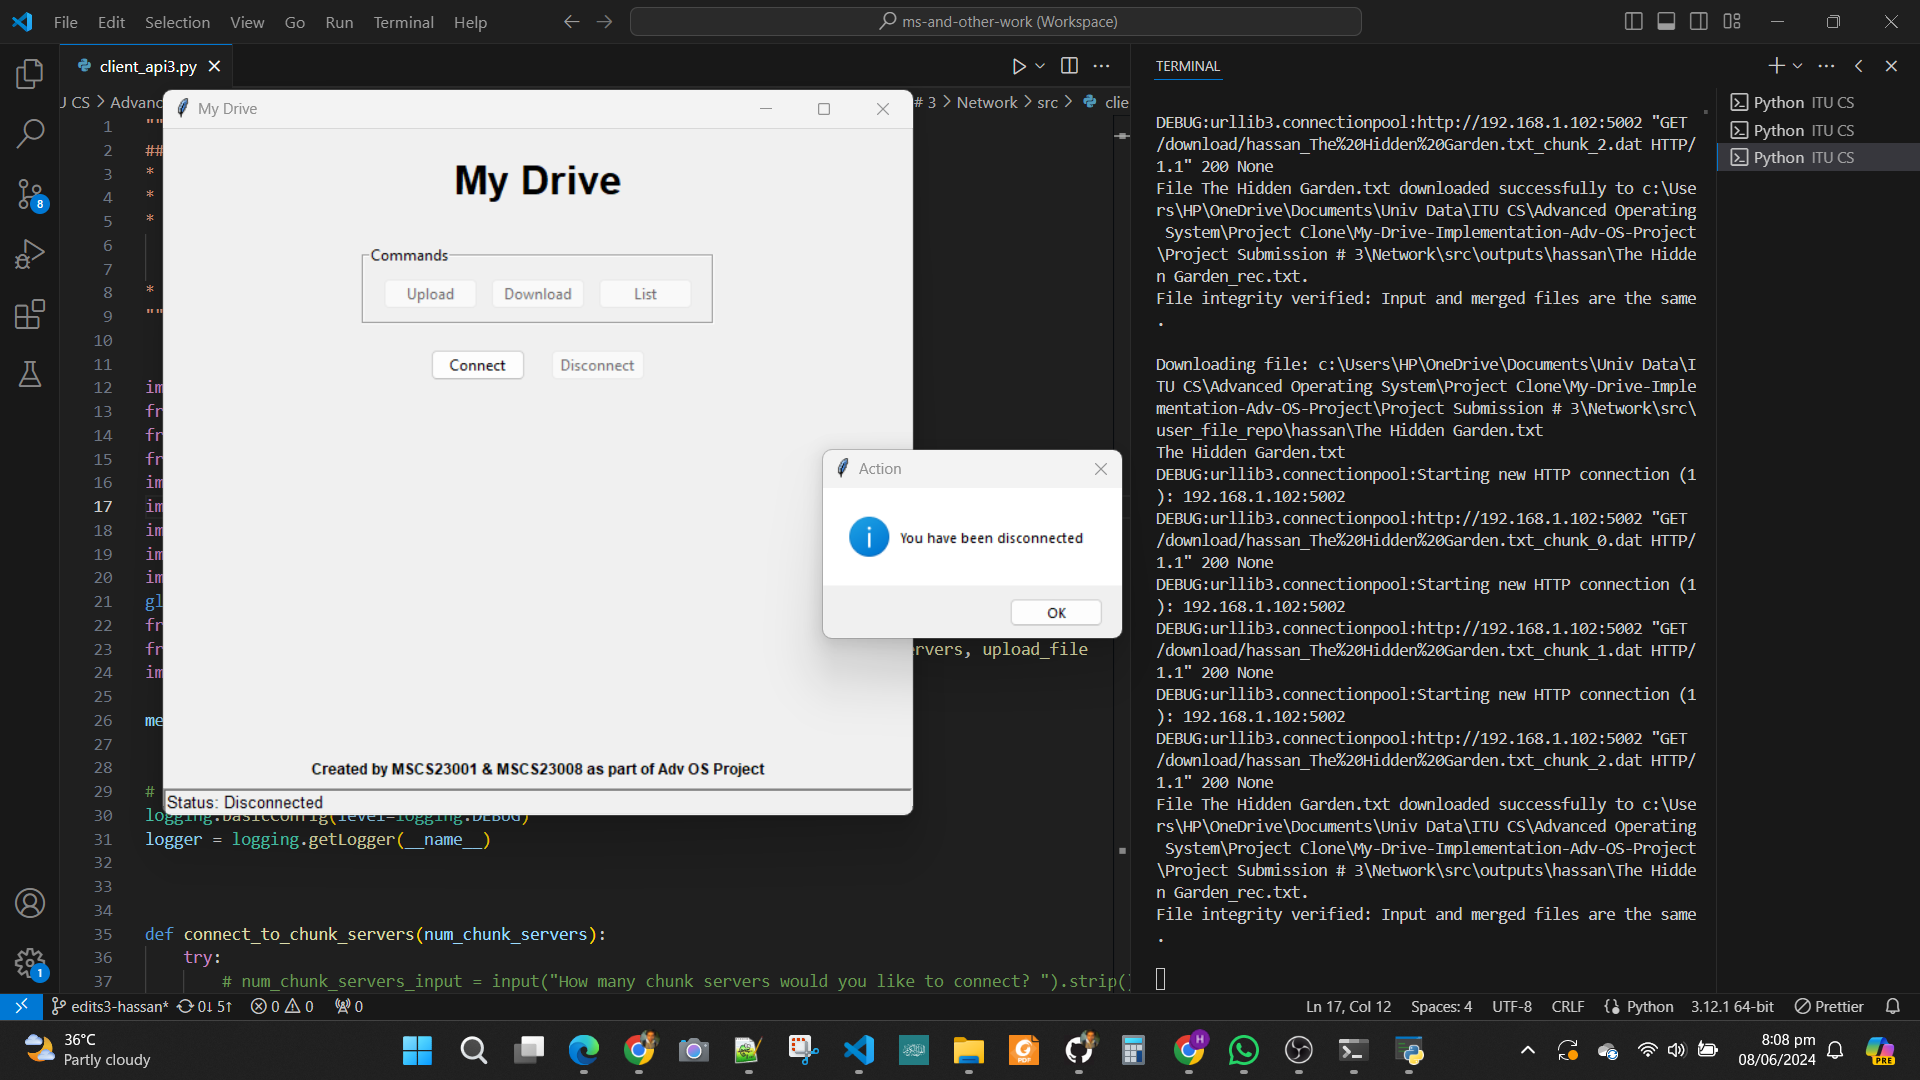 File Edit Selection View Go Run Terminal Help
ms-and-other-work (Workspace)
client_api3.py
TERMINAL
J CS > Advanc
# 3 > Network > src > clie
My Drive
My Drive
Commands
Upload Download List
Connect Disconnect
Created by MSCS23001 & MSCS23008 as part of Adv OS Project
Status: Disconnected
Action
You have been disconnected
OK
1 ""
2 ##
3 *
4 *
5 *
6
7
8 *
9 ""
10
11
12 im
13 fr
14 fr
15 fr
16 im
17 im
18 im
19 im
20 im
21 gl
22 fr
23 fr ervers, upload_file
24 im
25
26 me
27
28
29 #
30 logging.basicConfig(level=logging.DEBUG)
31 logger = logging.getLogger(__name__)
32
33
34
35 def connect_to_chunk_servers(num_chunk_servers):
36 try:
37 # num_chunk_servers_input = input("How many chunk servers would you like to connect? ").strip()
DEBUG:urllib3.connectionpool:http://192.168.1.102:5002 "GET
/download/hassan_The%20Hidden%20Garden.txt_chunk_2.dat HTTP/
1.1" 200 None
File The Hidden Garden.txt downloaded successfully to c:\Use
rs\HP\OneDrive\Documents\Univ Data\ITU CS\Advanced Operating
System\Project Clone\My-Drive-Implementation-Adv-OS-Project
\Project Submission # 3\Network\src\outputs\hassan\The Hidde
n Garden_rec.txt.
File integrity verified: Input and merged files are the same
.
Downloading file: c:\Users\HP\OneDrive\Documents\Univ Data\I
TU CS\Advanced Operating System\Project Clone\My-Drive-Imple
mentation-Adv-OS-Project\Project Submission # 3\Network\src\
user_file_repo\hassan\The Hidden Garden.txt
The Hidden Garden.txt
DEBUG:urllib3.connectionpool:Starting new HTTP connection (1
): 192.168.1.102:5002
DEBUG:urllib3.connectionpool:http://192.168.1.102:5002 "GET
/download/hassan_The%20Hidden%20Garden.txt_chunk_0.dat HTTP/
1.1" 200 None
DEBUG:urllib3.connectionpool:Starting new HTTP connection (1
): 192.168.1.102:5002
DEBUG:urllib3.connectionpool:http://192.168.1.102:5002 "GET
/download/hassan_The%20Hidden%20Garden.txt_chunk_1.dat HTTP/
1.1" 200 None
DEBUG:urllib3.connectionpool:Starting new HTTP connection (1
): 192.168.1.102:5002
DEBUG:urllib3.connectionpool:http://192.168.1.102:5002 "GET
/download/hassan_The%20Hidden%20Garden.txt_chunk_2.dat HTTP/
1.1" 200 None
File The Hidden Garden.txt downloaded successfully to c:\Use
rs\HP\OneDrive\Documents\Univ Data\ITU CS\Advanced Operating
System\Project Clone\My-Drive-Implementation-Adv-OS-Project
\Project Submission # 3\Network\src\outputs\hassan\The Hidde
n Garden_rec.txt.
File integrity verified: Input and merged files are the same
.
Python ITU CS
Python ITU CS
Python ITU CS
8
1
edits3-hassan* 0↓ 5↑ 0 0 0
Ln 17, Col 12 Spaces: 4 UTF-8 CRLF Python 3.12.1 64-bit Prettier
36°C
Partly cloudy
H
PDF
8:08 pm
08/06/2024
PRE